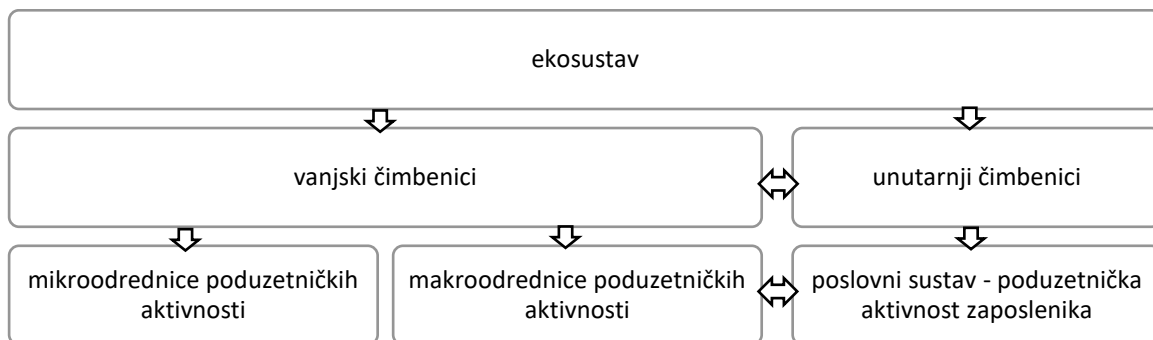 ekosustav
vanjski čimbenici
unutarnji čimbenici
mikroodrednice poduzetničkih
aktivnosti
makroodrednice poduzetničkih
aktivnosti
poslovni sustav - poduzetnička
aktivnost zaposlenika